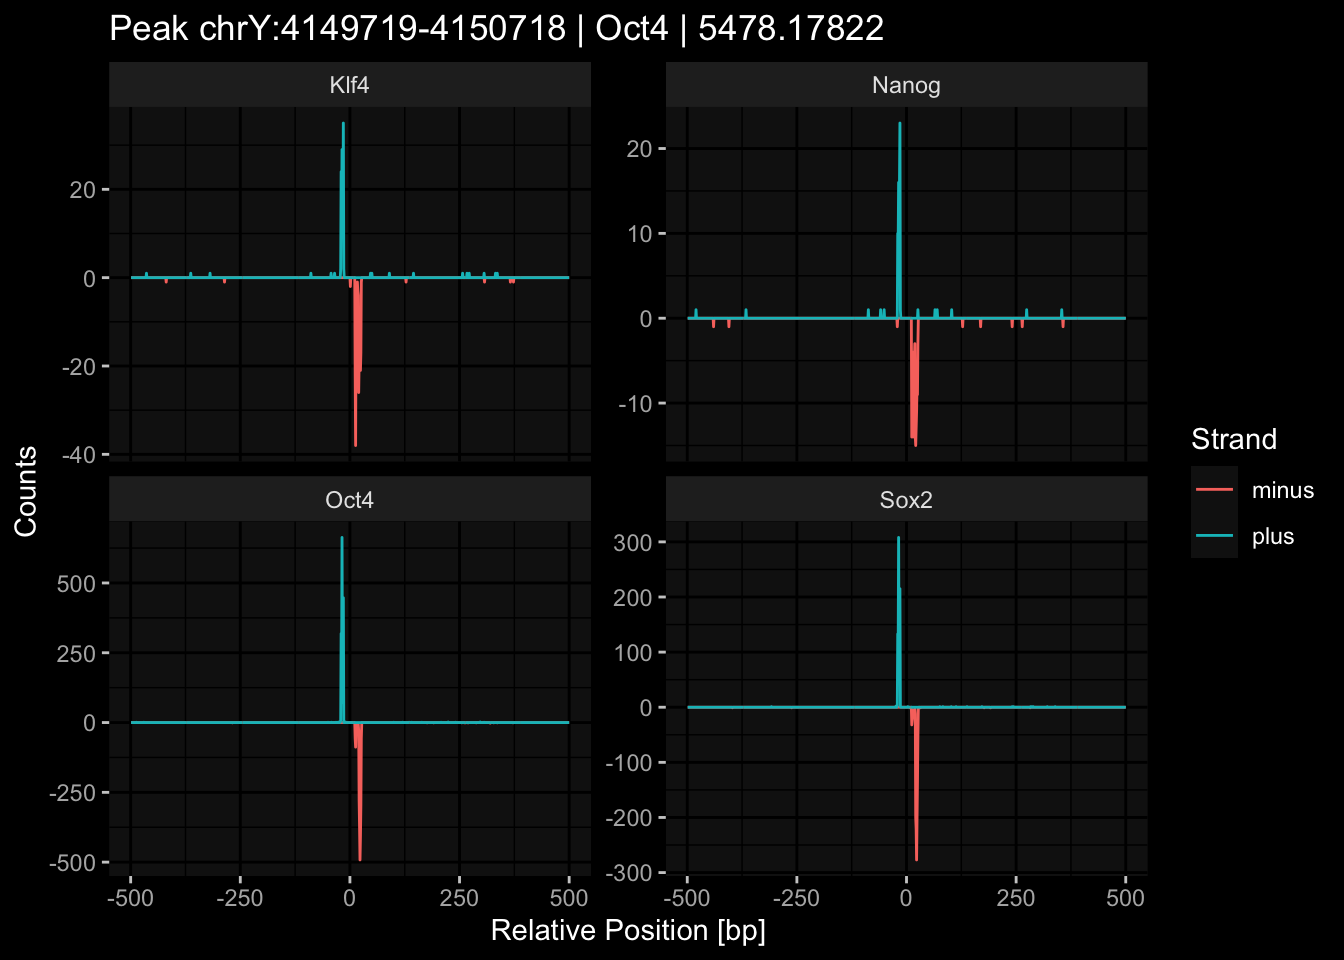 Peak chrY:4149719-4150718 | Oct4 | 5478.17822
Klf4
Nanog
20
0
-20
-40
20
10
0
-10
Counts
Oct4
Sox2
500
250
0
-250
-500
300
200
100
0
-100
-200
-300
-500 -250 0 250 500
-500 -250 0 250 500
Relative Position [bp]
Strand
minus
plus